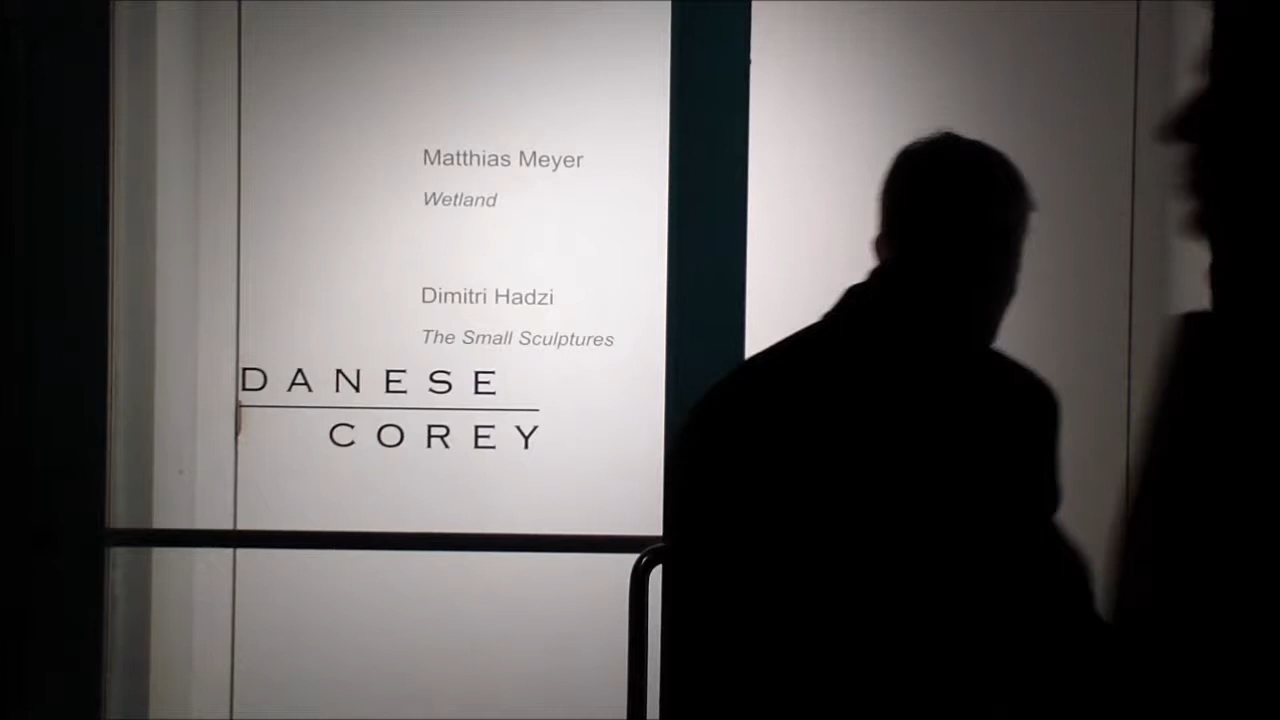 Matthias Meyer
Wetland
Dimitri Hadzi
The Small Sculptures
DANESE
COREY